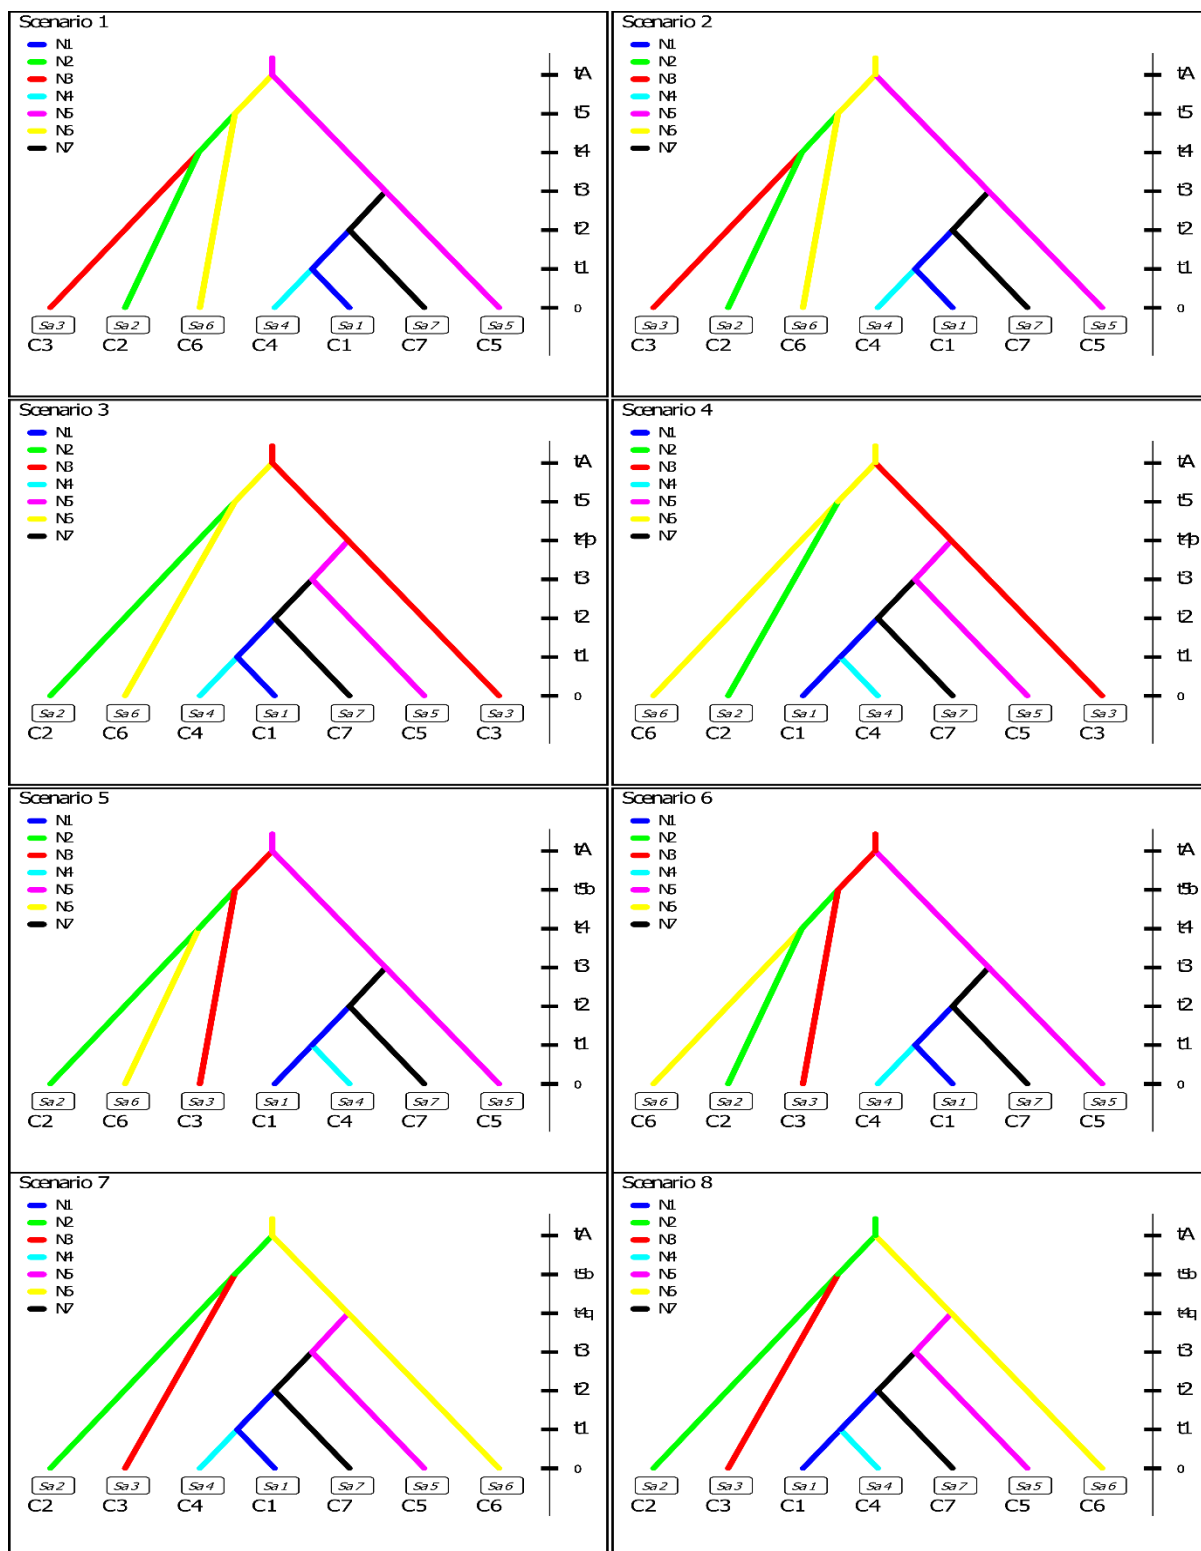 Scenario 1
N1
N2
N3
N4
N5
N6
N7
tA
t5
t4
t3
t2
t1
0
Sa 3 Sa 2 Sa 6 Sa 4 Sa 1 Sa 7 Sa 5
C3 C2 C6 C4 C1 C7 C5
Scenario 2
N1
N2
N3
N4
N5
N6
N7
tA
t5
t4
t3
t2
t1
0
Sa 3 Sa 2 Sa 6 Sa 4 Sa 1 Sa 7 Sa 5
C3 C2 C6 C4 C1 C7 C5
Scenario 3
N1
N2
N3
N4
N5
N6
N7
tA
t5
t4p
t3
t2
t1
0
Sa 2 Sa 6 Sa 4 Sa 1 Sa 7 Sa 5 Sa 3
C2 C6 C4 C1 C7 C5 C3
Scenario 4
N1
N2
N3
N4
N5
N6
N7
tA
t5
t4p
t3
t2
t1
0
Sa 6 Sa 2 Sa 1 Sa 4 Sa 7 Sa 5 Sa 3
C6 C2 C1 C4 C7 C5 C3
Scenario 5
N1
N2
N3
N4
N5
N6
N7
tA
t5b
t4
t3
t2
t1
0
Sa 2 Sa 6 Sa 3 Sa 1 Sa 4 Sa 7 Sa 5
C2 C6 C3 C1 C4 C7 C5
Scenario 6
N1
N2
N3
N4
N5
N6
N7
tA
t5b
t4
t3
t2
t1
0
Sa 6 Sa 2 Sa 3 Sa 4 Sa 1 Sa 7 Sa 5
C6 C2 C3 C4 C1 C7 C5
Scenario 7
N1
N2
N3
N4
N5
N6
N7
tA
t5b
t4q
t3
t2
t1
0
Sa 2 Sa 3 Sa 4 Sa 1 Sa 7 Sa 5 Sa 6
C2 C3 C4 C1 C7 C5 C6
Scenario 8
N1
N2
N3
N4
N5
N6
N7
tA
t5b
t4q
t3
t2
t1
0
Sa 2 Sa 3 Sa 1 Sa 4 Sa 7 Sa 5 Sa 6
C2 C3 C1 C4 C7 C5 C6